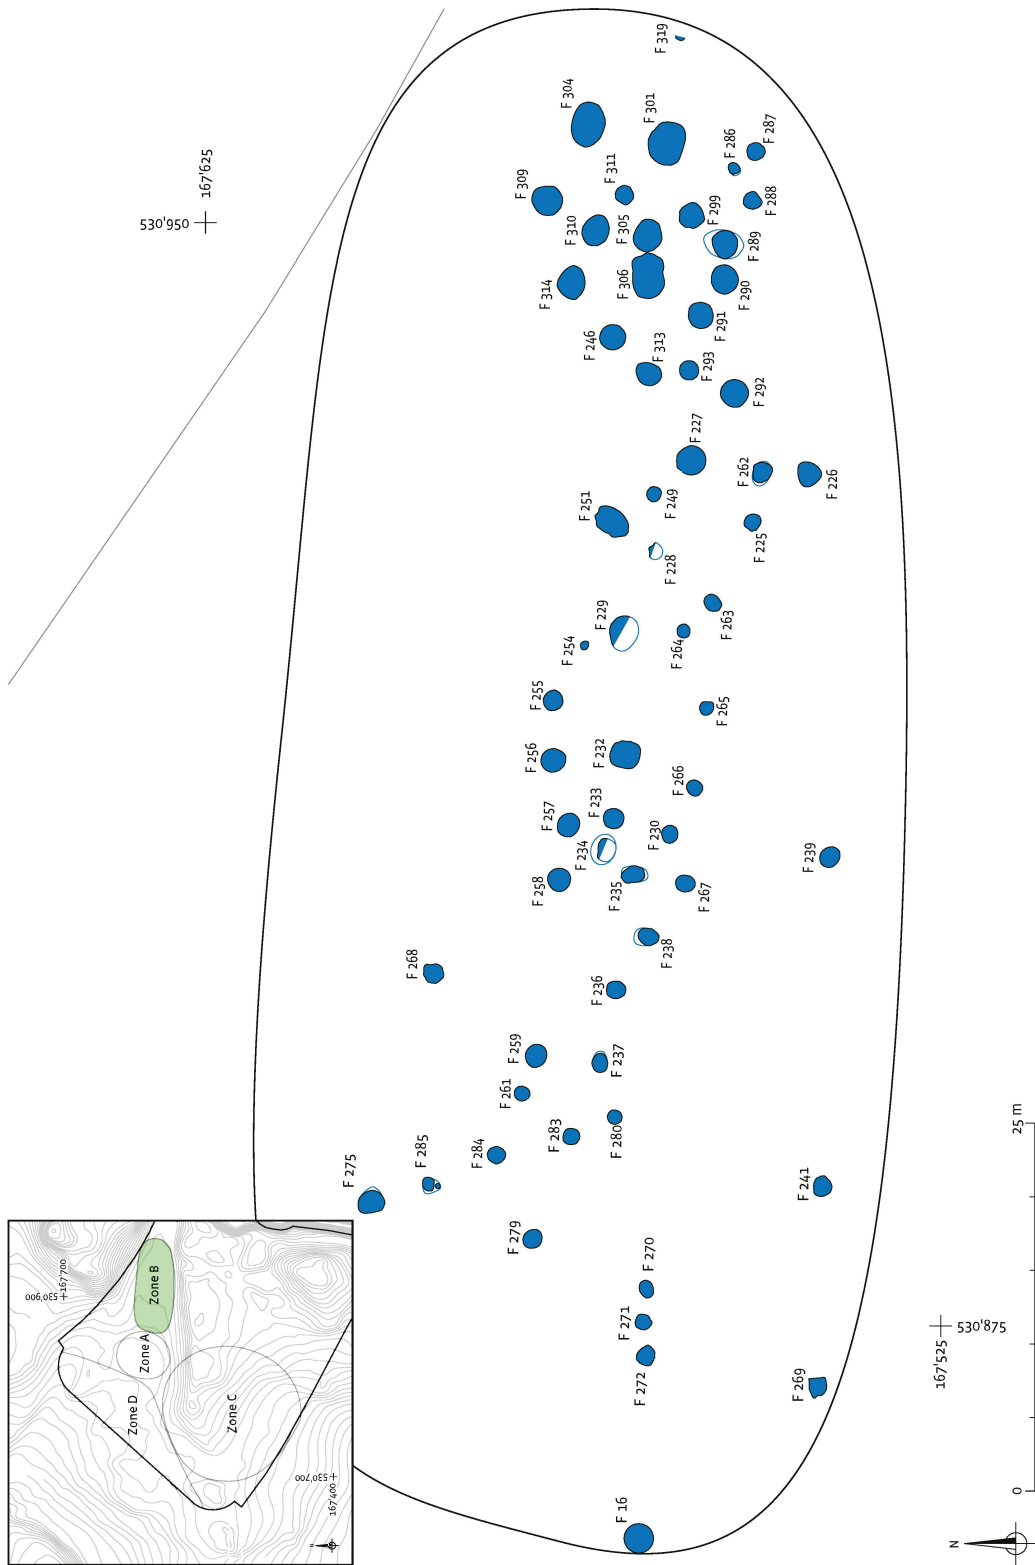 F 319
F 304
F 301
F 287
F 286
F 311
167'625
F 309
F 288
F 299
530'950
F 310
F 305
F 289
F 314
F 306
F 290
F 291
F 246
F 313
F 293
F 292
F 227
F 262
F 226
F 249
F 251
F 225
F 228
F 229
F 263
F 254
F 264
F 255
F 265
F 256
F 232
F 266
F 233
F 257
F 230
F 234
F 239
F 258
F 235
F 267
F 238
F 268
F 236
F 259
F 237
F 261
25 m
F 283
F 280
F 284
F 285
F 275
F 241
F 279
F 270
F 271
F 272
530'875
167'525
F 269
F 16
0
N
167'700
530'900
Zone B
Zone A
Zone D
Zone C
530'700
167'400
N